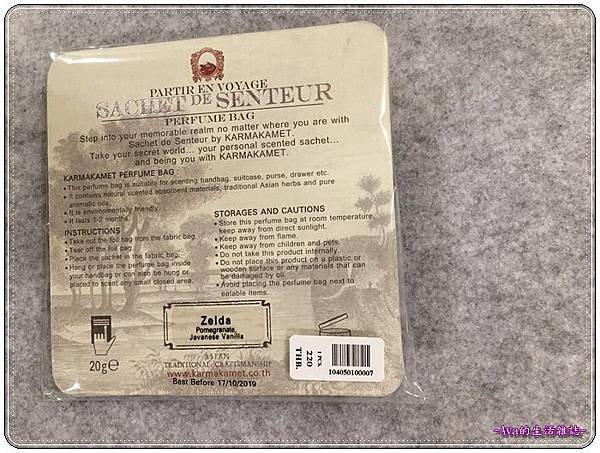 PARTIR EN VOYAGE
SACHET DE SENTEUR
PERFUME BAG
Step into your memorable realm no matter where you are with
Sachet de Senteur by KARMAKAMET.
Take your secret world... your personal scented sachet...
and being you with KARMAKAMET.
KARMAKAMET PERFUME BAG :
• This perfume bag is suitable for scenting handbag, suitcase, purse, drawer etc.
• It contains natural scented absorbent materials, traditional Asian herbs and pure
aromatic oils.
• It is environmentally friendly.
• It lasts 1-2 months.
INSTRUCTIONS
• Take out the foil bag from the fabric bag.
• Tear off the foil bag.
• Place the sachet in the fabric bag.
• Hang or place the perfume bag inside
your handbag or can also be hung or
placed to scent any small closed area.
STORAGES AND CAUTIONS
• Store this perfume bag at room temperature,
keep away from direct sunlight.
• Keep away from flame.
• Keep away from children and pets.
• Do not take this product internally.
• Do not place this product on a plastic or
wooden surface or any materials that can
be damaged by oil.
• Avoid placing the perfume bag next to
eatable items.
Zelda
Pomegranate,
Javanese Vanilla
20g e
ASIAN
TRADITIONAL CRAFTSMANSHIP
www.karmakamet.co.th
Best Before 17/10/2019
1 PCS.
220
THB.
104050100007
~Wa的生活雜誌~